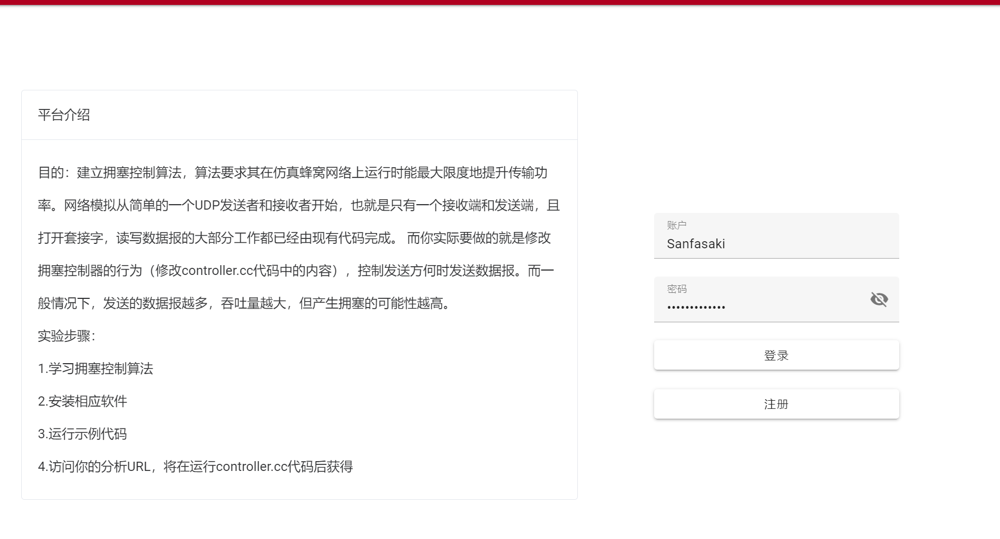 平台介绍
目的：建立拥塞控制算法，算法要求其在仿真蜂窝网络上运行时能最大限度地提升传输功
率。网络模拟从简单的一个UDP发送者和接收者开始，也就是只有一个接收端和发送端，且
打开套接字，读写数据报的大部分工作都已经由现有代码完成。 而你实际要做的就是修改
拥塞控制器的行为（修改controller.cc代码中的内容），控制发送方何时发送数据报。而一
般情况下，发送的数据报越多，吞吐量越大，但产生拥塞的可能性越高。
实验步骤：
1.学习拥塞控制算法
2.安装相应软件
3.运行示例代码
4.访问你的分析URL，将在运行controller.cc代码后获得
账户
Sanfasaki
密码
•••••••••••••
登录
注册